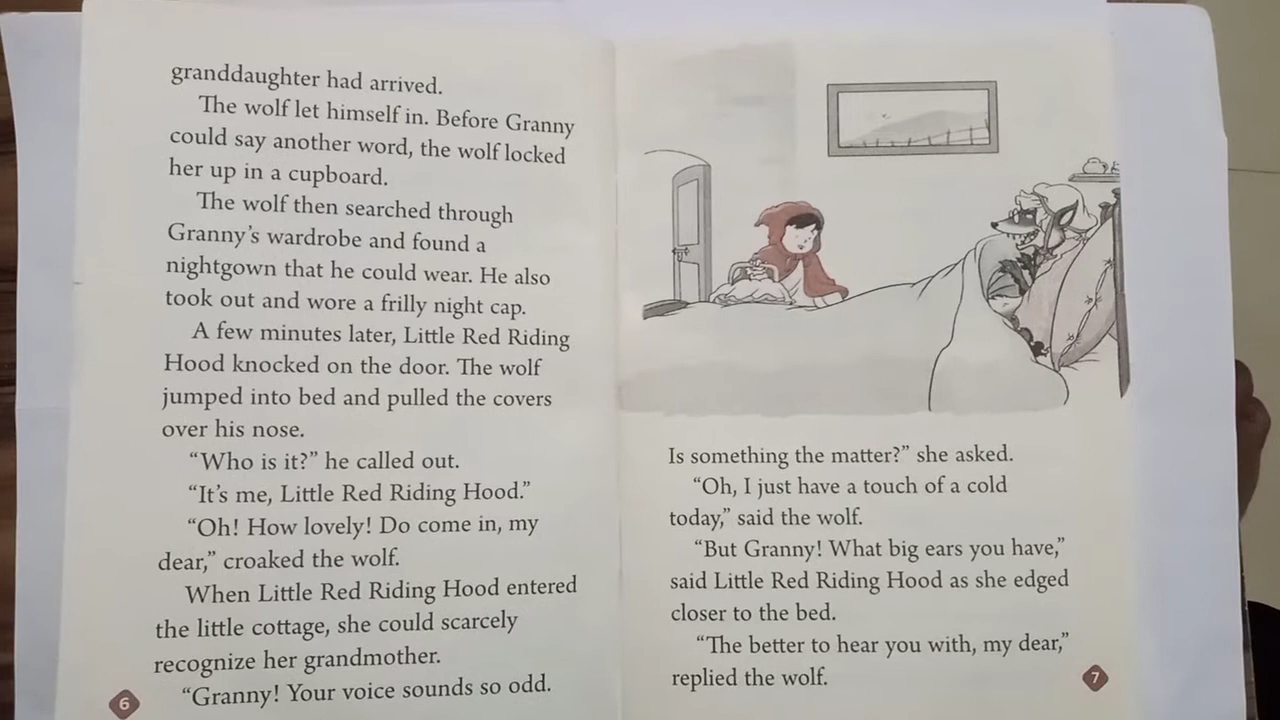 granddaughter had arrived.
The wolf let himself in. Before Granny
could say another word, the wolf locked
her up in a cupboard.
The wolf then searched through
Granny’s wardrobe and found a
nightgown that he could wear. He also
took out and wore a frilly night cap.
A few minutes later, Little Red Riding
Hood knocked on the door. The wolf
jumped into bed and pulled the covers
over his nose.
“Who is it?” he called out.
“It’s me, Little Red Riding Hood.”
“Oh! How lovely! Do come in, my
dear,” croaked the wolf.
When Little Red Riding Hood entered
the little cottage, she could scarcely
recognize her grandmother.
“Granny! Your voice sounds so odd.
6
Is something the matter?” she asked.
“Oh, I just have a touch of a cold
today,” said the wolf.
“But Granny! What big ears you have,”
said Little Red Riding Hood as she edged
closer to the bed.
“The better to hear you with, my dear,”
replied the wolf.
7